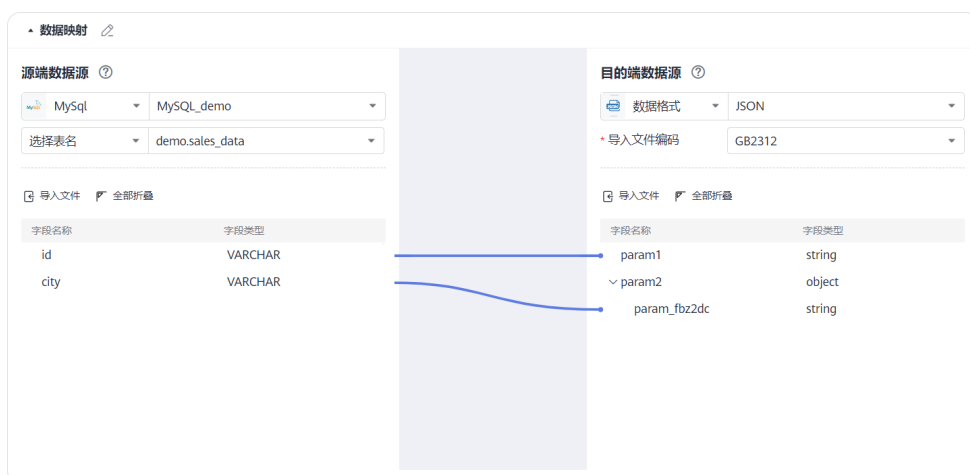 数据映射
源端数据源
MySql MySQL_demo
选择表名 demo.sales_data
导入文件 全部折叠
字段名称 字段类型
id VARCHAR
city VARCHAR
目的端数据源
数据格式 JSON
* 导入文件编码 GB2312
导入文件 全部折叠
字段名称 字段类型
param1 string
param2 object
param_fbz2dc string